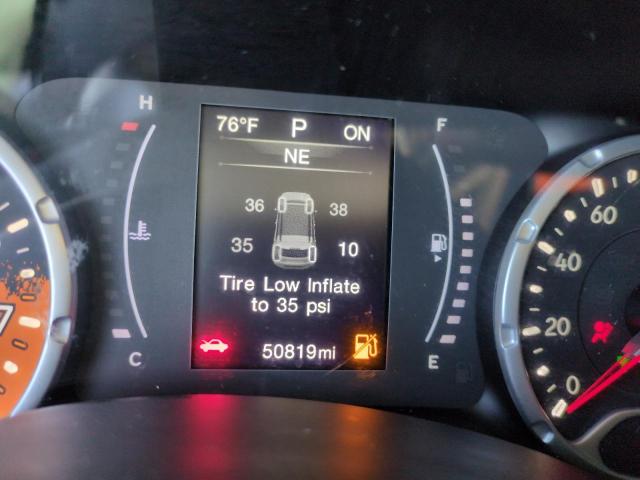 H
F
76°F P ON
NE
36 38
35 10
Tire Low Inflate
to 35 psi
50819mi
C
E
60
40
20
0